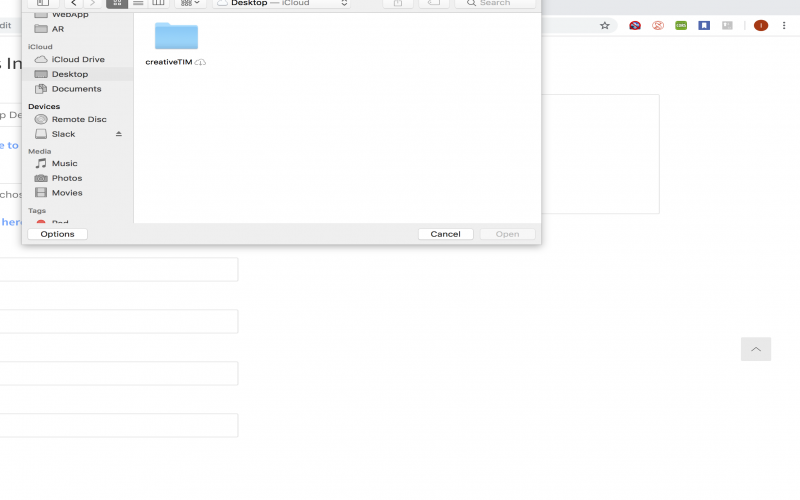 Desktop — iCloud
Search
WebApp
AR
iCloud
iCloud Drive
Desktop
Documents
Devices
Remote Disc
Slack
Media
Music
Photos
Movies
Tags
Red
creativeTIM
Options
Cancel
Open
dit
s In
p De
e to
chos
here